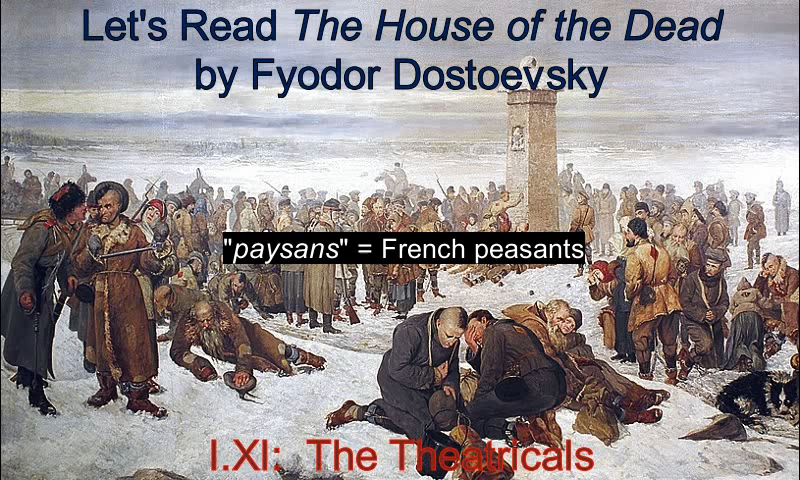 Let's Read The House of the Dead
by Fyodor Dostoevsky
"paysans" = French peasants
I.XI: The Theatricals